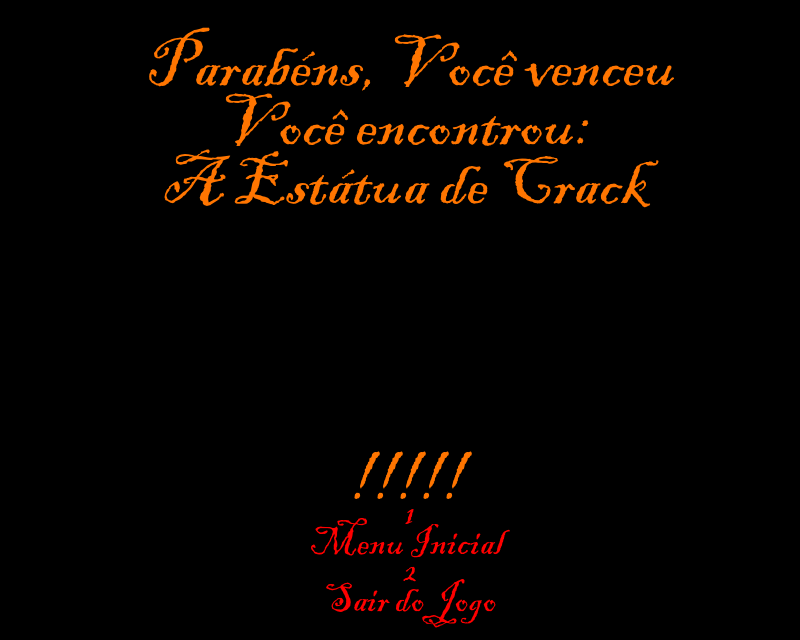 Parabéns, Você venceu
Você encontrou:
A Estátua de Crack
!!!!!
1
Menu Inicial
2
Sair do Jogo